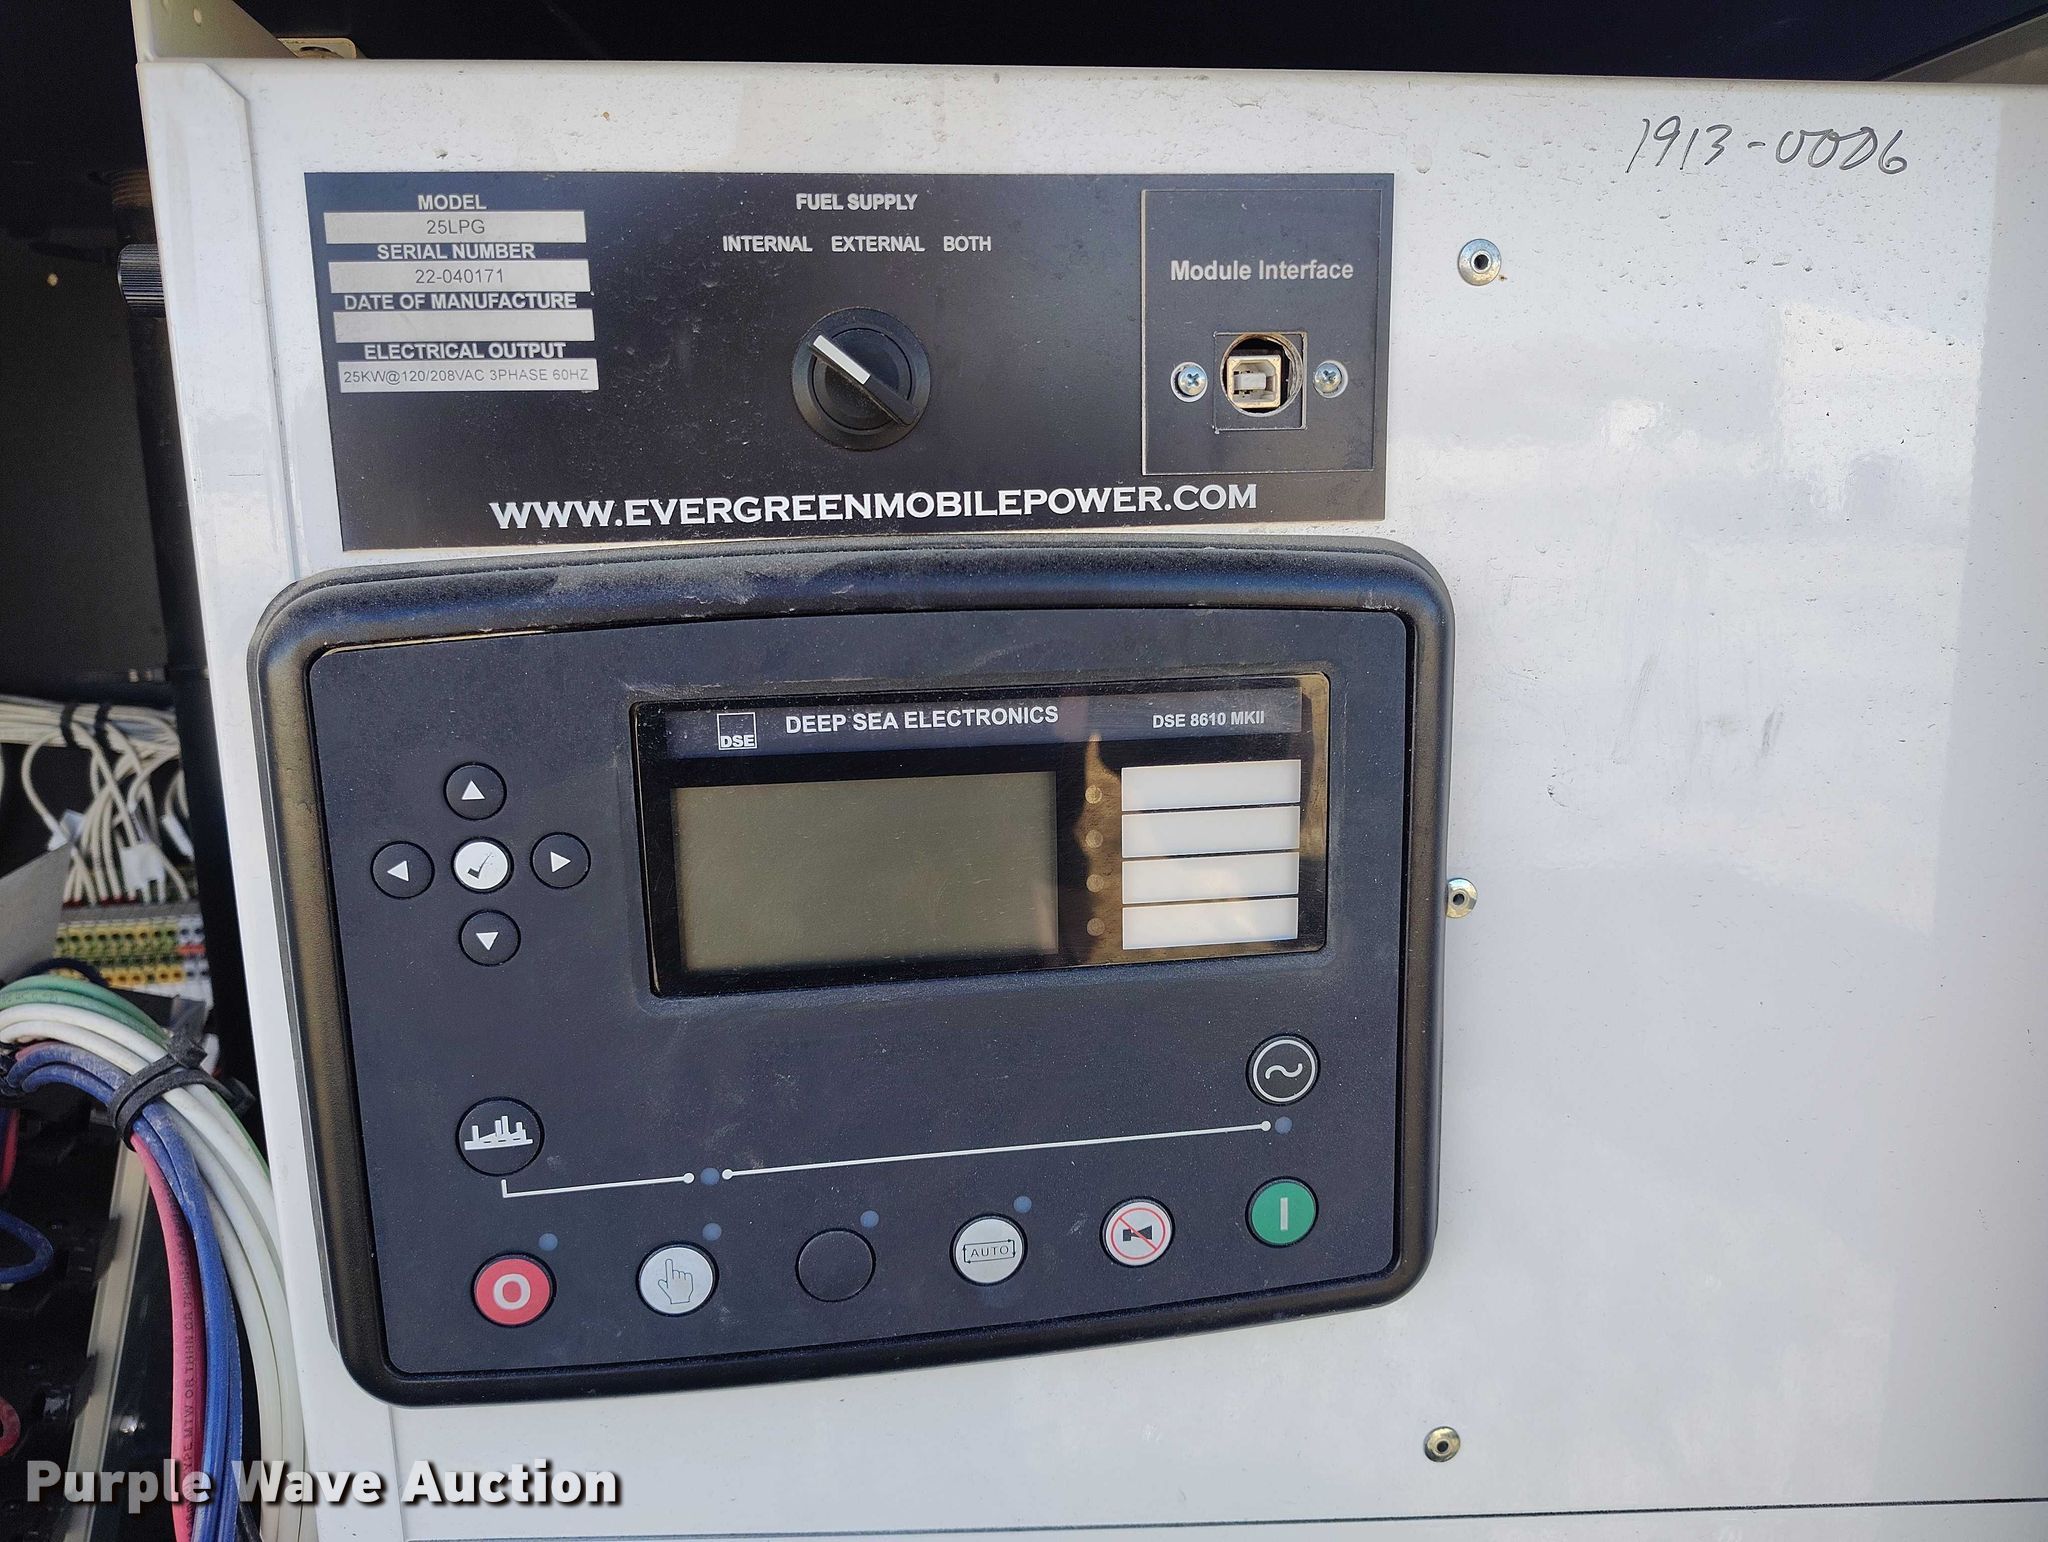 1913-0006
MODEL
25LPG
SERIAL NUMBER
22-040171
DATE OF MANUFACTURE
ELECTRICAL OUTPUT
25KW@120/208VAC 3PHASE 60HZ
FUEL SUPPLY
INTERNAL EXTERNAL BOTH
Module Interface
WWW.EVERGREENMOBILEPOWER.COM
DSE
DEEP SEA ELECTRONICS
DSE 8610 MKII
O
AUTO
I
OR THHN
Purple Wave Auction